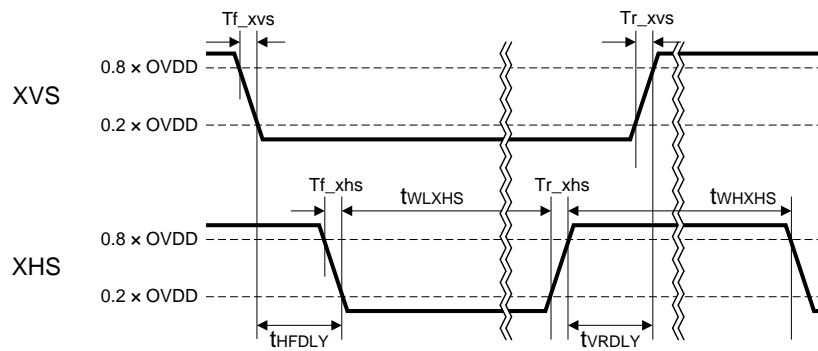 Tf_xvs Tr_xvs
0.8 × OVDD
XVS
0.2 × OVDD
Tf_xhs tWLXHS Tr_xhs tWHXHS
0.8 × OVDD
XHS
0.2 × OVDD
tHFDLY tVRDLY